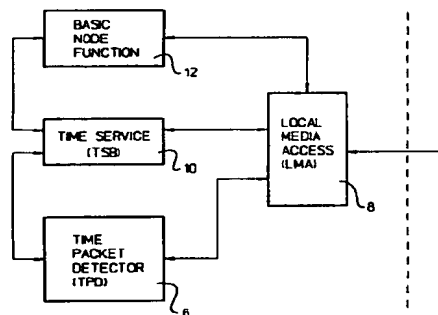 BASIC
NODE
FUNCTION
12
TIME SERVICE
(TSB)
10
LOCAL
MEDIA
ACCESS
(LMA)
8
TIME
PACKET
DETECTOR
(TPD)
6